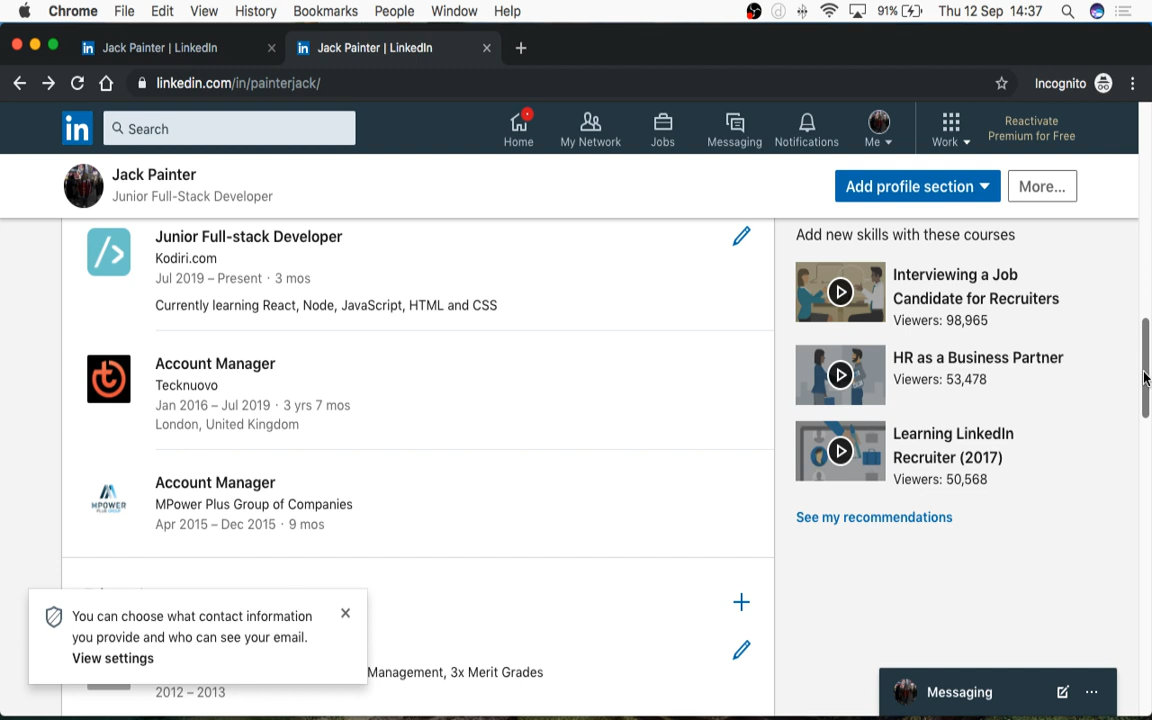 Chrome File Edit View History Bookmarks People Window Help 91% Thu 12 Sep 14:37
in Jack Painter | LinkedIn in Jack Painter | LinkedIn
linkedin.com/in/painterjack/ Incognito
in Search Home My Network Jobs Messaging Notifications Me Work Reactivate
Premium for Free
Jack Painter
Junior Full-Stack Developer
Add profile section More...
Junior Full-stack Developer
Kodiri.com
Jul 2019 – Present · 3 mos
Currently learning React, Node, JavaScript, HTML and CSS
Account Manager
Tecknuovo
Jan 2016 – Jul 2019 · 3 yrs 7 mos
London, United Kingdom
Account Manager
MPower Plus Group of Companies
Apr 2015 – Dec 2015 · 9 mos
MPOWER
PLUS GROUP
Management, 3x Merit Grades
2012 – 2013
You can choose what contact information
you provide and who can see your email.
View settings
Add new skills with these courses
Interviewing a Job
Candidate for Recruiters
Viewers: 98,965
HR as a Business Partner
Viewers: 53,478
Learning LinkedIn
Recruiter (2017)
Viewers: 50,568
See my recommendations
Messaging